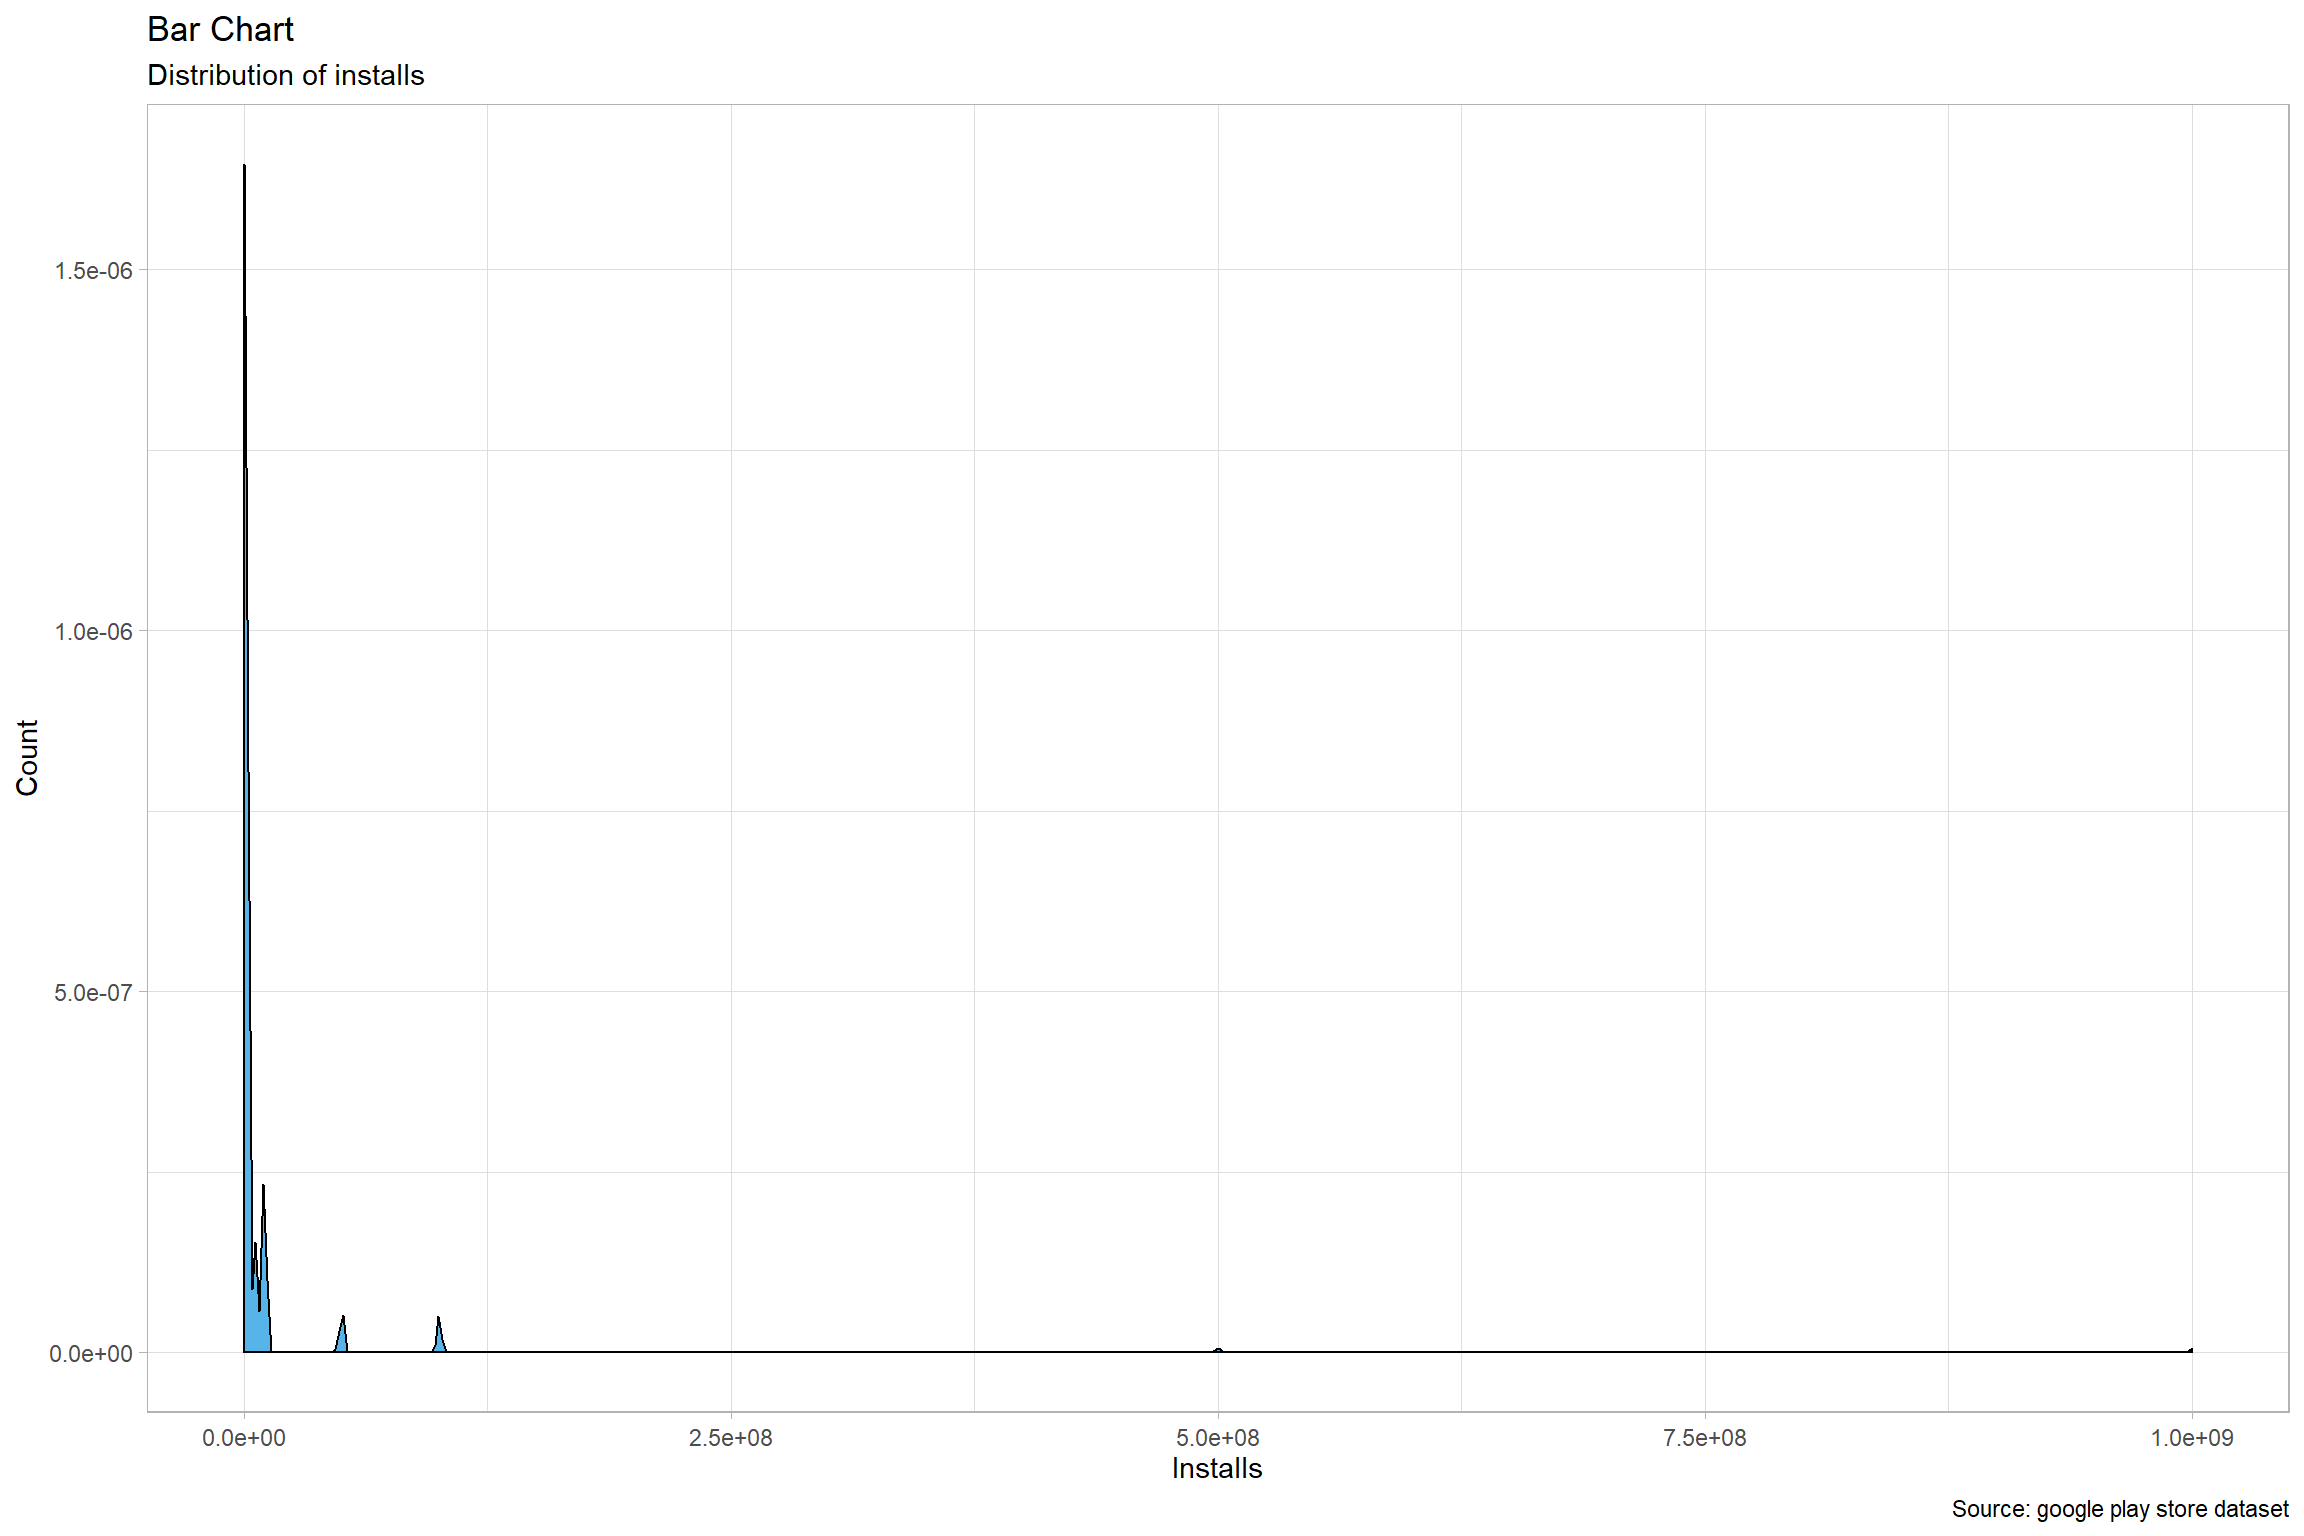 Bar Chart
Distribution of installs
1.5e-06
1.0e-06
5.0e-07
0.0e+00
Count
0.0e+00 2.5e+08 5.0e+08 7.5e+08 1.0e+09
Installs
Source: google play store dataset